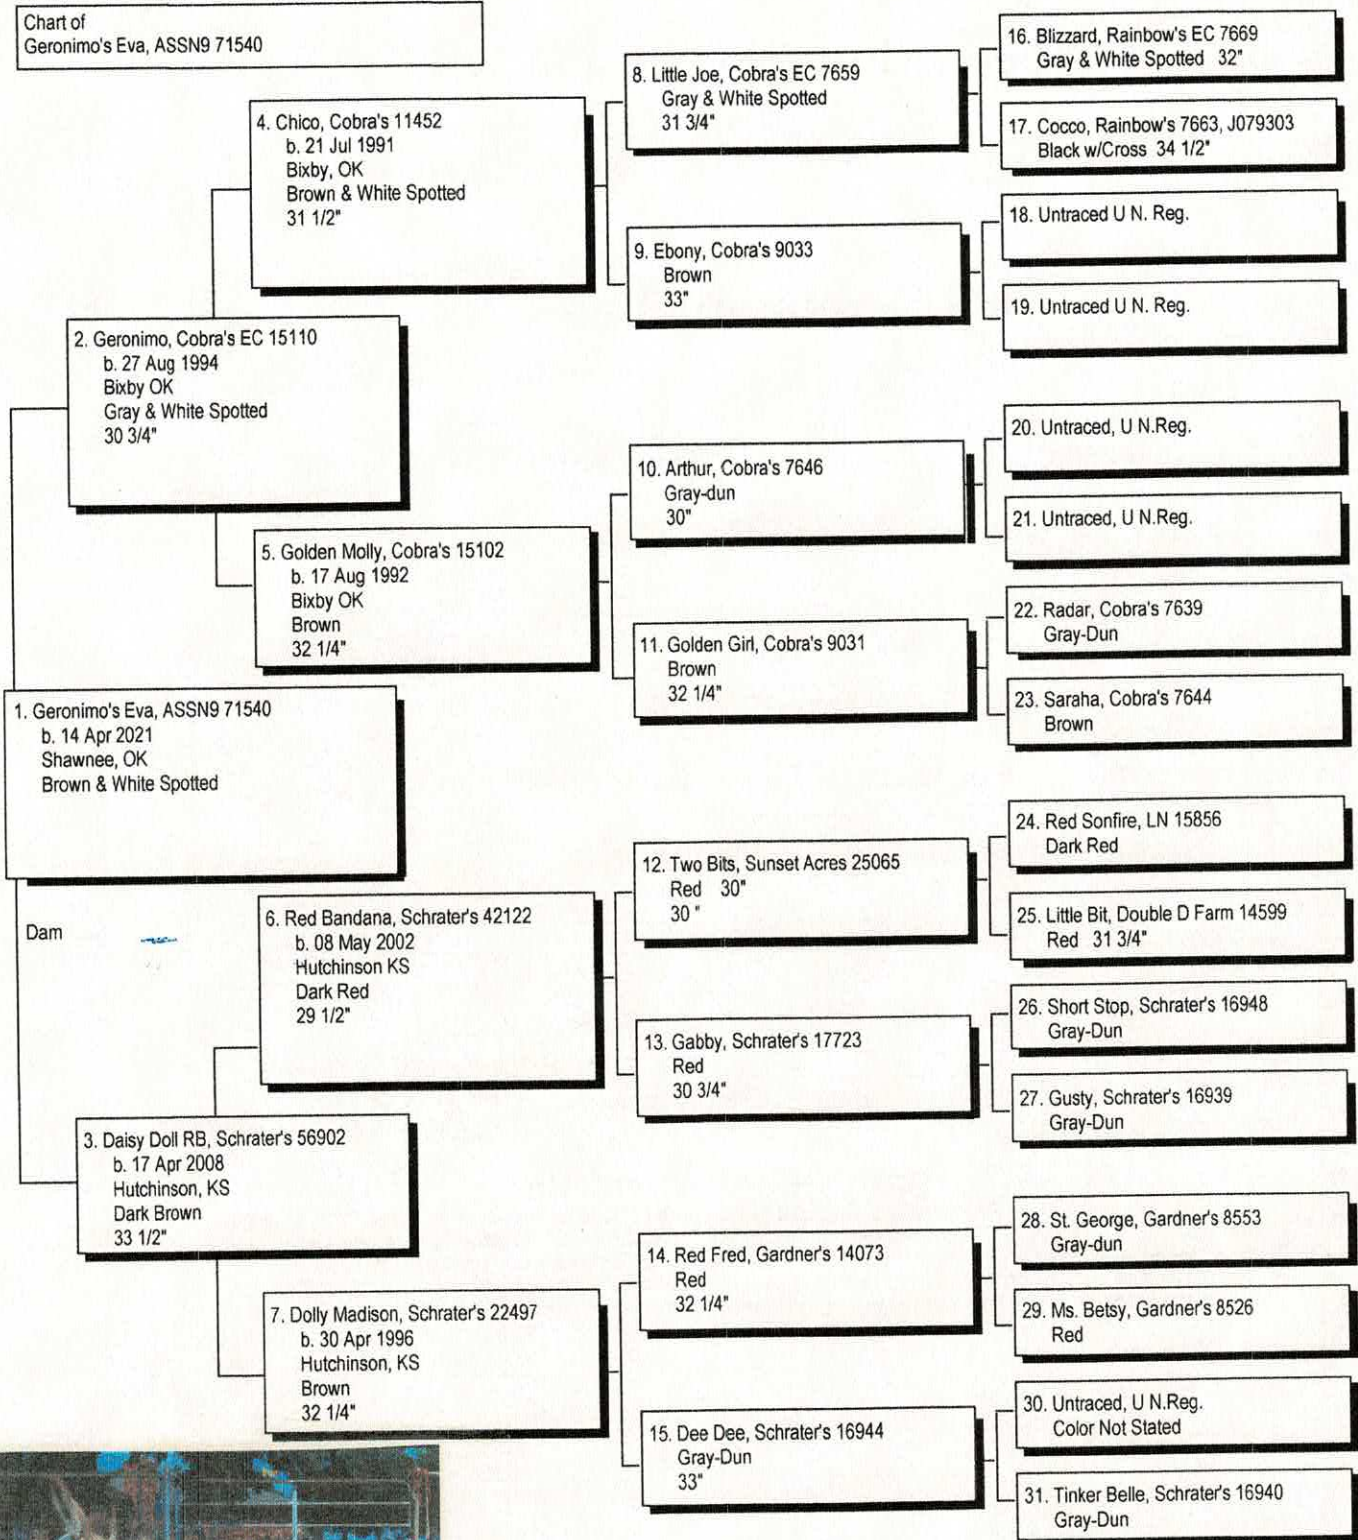 Chart of
Geronimo's Eva, ASSN9 71540
16. Blizzard, Rainbow's EC 7669
Gray & White Spotted 32"
8. Little Joe, Cobra's EC 7659
Gray & White Spotted
31 3/4"
17. Cocco, Rainbow's 7663, J079303
Black w/Cross 34 1/2"
4. Chico, Cobra's 11452
b. 21 Jul 1991
Bixby, OK
Brown & White Spotted
31 1/2"
18. Untraced U N. Reg.
9. Ebony, Cobra's 9033
Brown
33"
19. Untraced U N. Reg.
2. Geronimo, Cobra's EC 15110
b. 27 Aug 1994
Bixby OK
Gray & White Spotted
30 3/4"
20. Untraced, U N.Reg.
10. Arthur, Cobra's 7646
Gray-dun
30"
21. Untraced, U N.Reg.
5. Golden Molly, Cobra's 15102
b. 17 Aug 1992
Bixby OK
Brown
32 1/4"
22. Radar, Cobra's 7639
Gray-Dun
11. Golden Girl, Cobra's 9031
Brown
32 1/4"
23. Saraha, Cobra's 7644
Brown
1. Geronimo's Eva, ASSN9 71540
b. 14 Apr 2021
Shawnee, OK
Brown & White Spotted
24. Red Sonfire, LN 15856
Dark Red
12. Two Bits, Sunset Acres 25065
Red 30"
30 "
25. Little Bit, Double D Farm 14599
Red 31 3/4"
Dam
6. Red Bandana, Schrater's 42122
b. 08 May 2002
Hutchinson KS
Dark Red
29 1/2"
26. Short Stop, Schrater's 16948
Gray-Dun
13. Gabby, Schrater's 17723
Red
30 3/4"
27. Gusty, Schrater's 16939
Gray-Dun
3. Daisy Doll RB, Schrater's 56902
b. 17 Apr 2008
Hutchinson, KS
Dark Brown
33 1/2"
28. St. George, Gardner's 8553
Gray-dun
14. Red Fred, Gardner's 14073
Red
32 1/4"
29. Ms. Betsy, Gardner's 8526
Red
7. Dolly Madison, Schrater's 22497
b. 30 Apr 1996
Hutchinson, KS
Brown
32 1/4"
30. Untraced, U N.Reg.
Color Not Stated
15. Dee Dee, Schrater's 16944
Gray-Dun
33"
31. Tinker Belle, Schrater's 16940
Gray-Dun